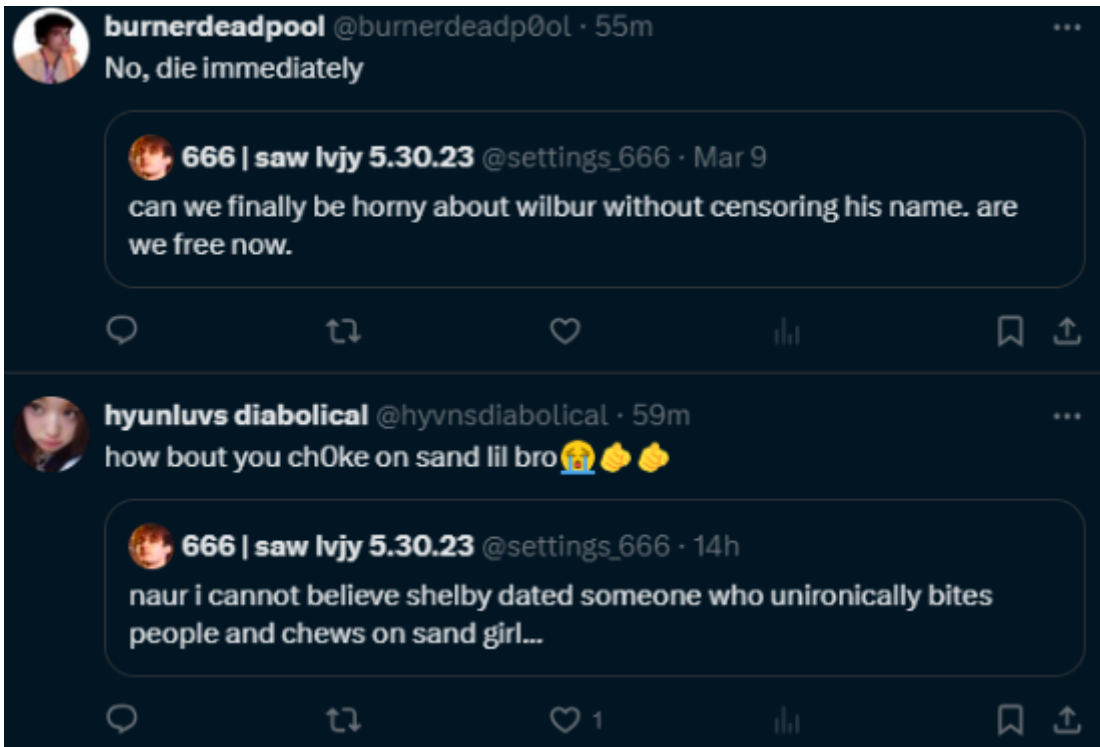 burnerdeadpool @burnerdeadp0ol · 55m
No, die immediately
666 | saw lvjy 5.30.23 @settings_666 · Mar 9
can we finally be horny about wilbur without censoring his name. are
we free now.
hyunluvs diabolical @hyvnsdiabolical · 59m
how bout you ch0ke on sand lil bro😭🫵🫵
666 | saw lvjy 5.30.23 @settings_666 · 14h
naur i cannot believe shelby dated someone who unironically bites
people and chews on sand girl...
1